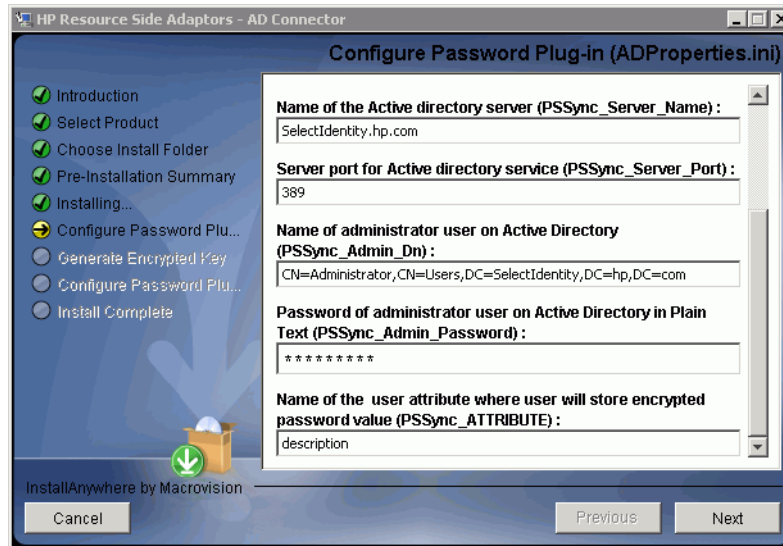 HP Resource Side Adaptors - AD Connector
Configure Password Plug-in (ADProperties.ini)
Introduction
Select Product
Choose Install Folder
Pre-Installation Summary
Installing...
Configure Password Plu...
Generate Encrypted Key
Configure Password Plu...
Install Complete
Name of the Active directory server (PSSync_Server_Name) :
SelectIdentity.hp.com
Server port for Active directory service (PSSync_Server_Port) :
389
Name of administrator user on Active Directory
(PSSync_Admin_Dn) :
CN=Administrator,CN=Users,DC=SelectIdentity,DC=hp,DC=com
Password of administrator user on Active Directory in Plain
Text (PSSync_Admin_Password) :
*********
Name of the user attribute where user will store encrypted
password value (PSSync_ATTRIBUTE) :
description
InstallAnywhere by Macrovision
Cancel
Previous
Next